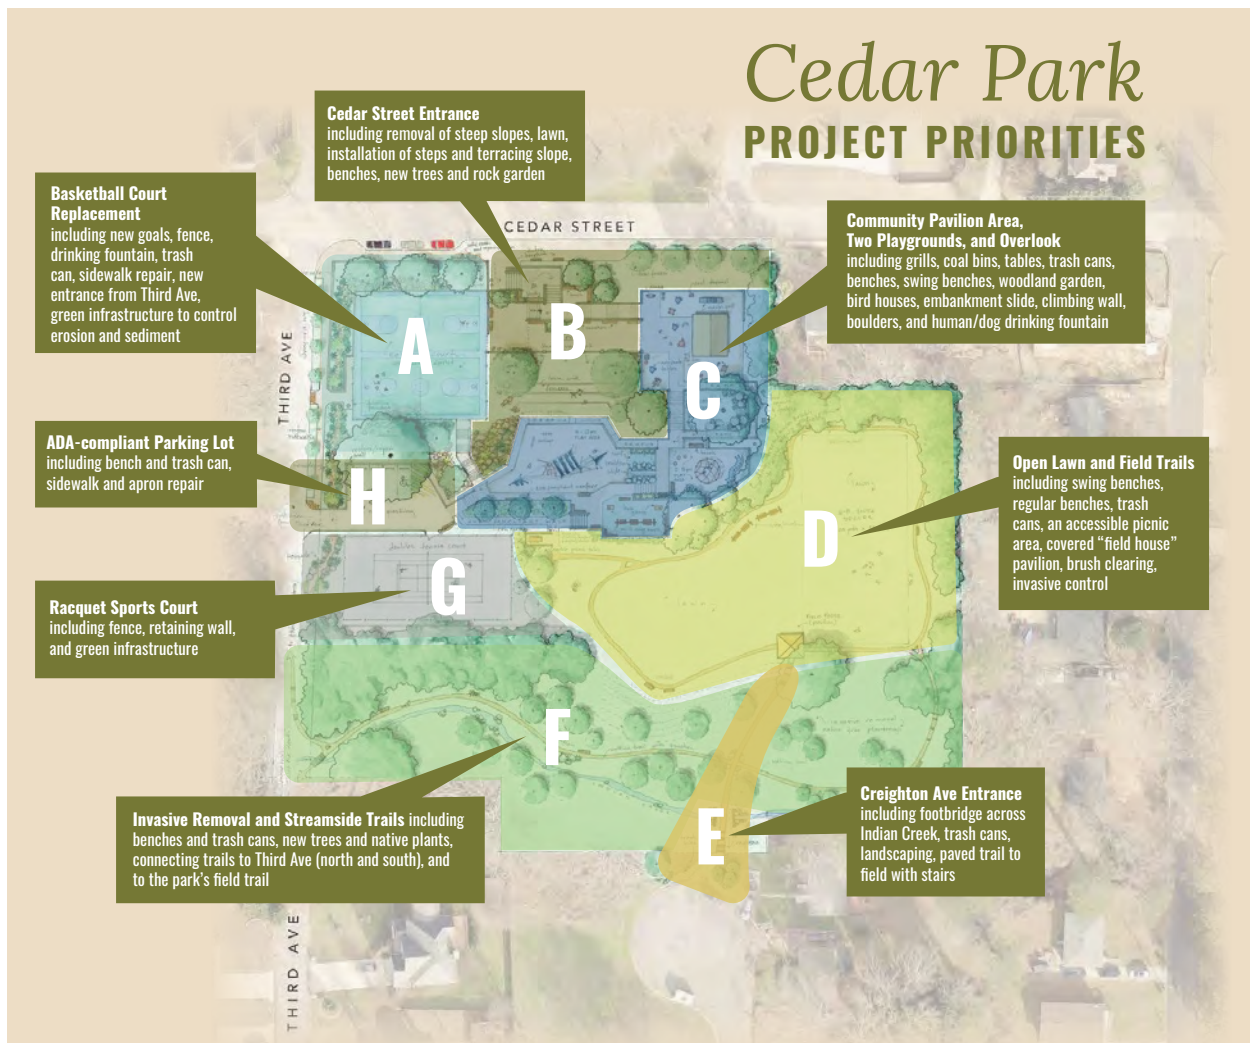 Cedar Park
PROJECT PRIORITIES
Cedar Street Entrance
including removal of steep slopes, lawn,
installation of steps and terracing slope,
benches, new trees and rock garden
Basketball Court
Replacement
including new goals, fence,
drinking fountain, trash
can, sidewalk repair, new
entrance from Third Ave,
green infrastructure to control
erosion and sediment
CEDAR STREET
Community Pavilion Area,
Two Playgrounds, and Overlook
including grills, coal bins, tables, trash cans,
benches, swing benches, woodland garden,
bird houses, embankment slide, climbing wall,
boulders, and human/dog drinking fountain
THIRD AVE
A
B
C
ADA-compliant Parking Lot
including bench and trash can,
sidewalk and apron repair
H
Open Lawn and Field Trails
including swing benches,
regular benches, trash
cans, an accessible picnic
area, covered “field house”
pavilion, brush clearing,
invasive control
D
Racquet Sports Court
including fence, retaining wall,
and green infrastructure
G
F
Invasive Removal and Streamside Trails including
benches and trash cans, new trees and native plants,
connecting trails to Third Ave (north and south), and
to the park’s field trail
E
Creighton Ave Entrance
including footbridge across
Indian Creek, trash cans,
landscaping, paved trail to
field with stairs
THIRD AVE